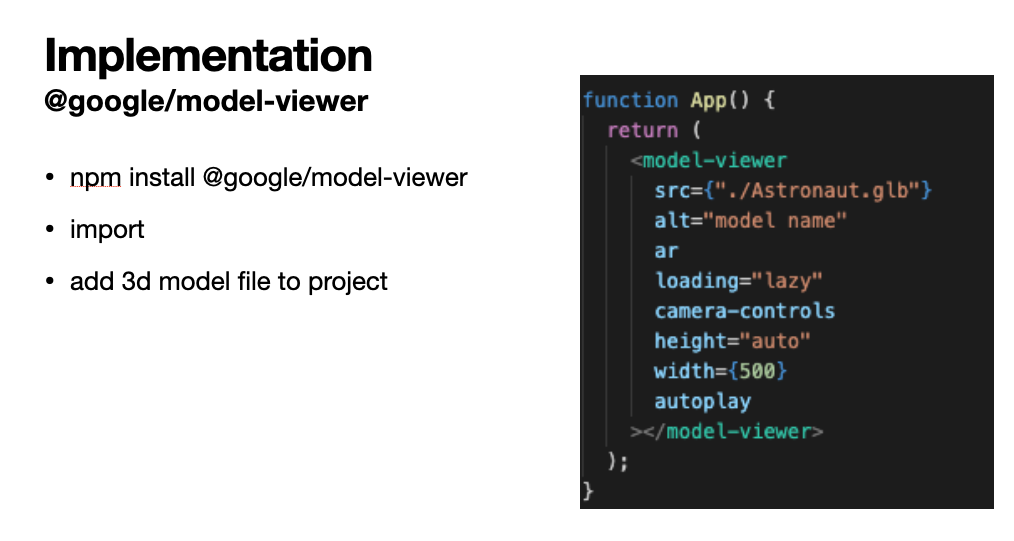 Implementation
@google/model-viewer
• npm install @google/model-viewer
• import
• add 3d model file to project
function App() {
  return (
    <model-viewer
      src={"./Astronaut.glb"}
      alt="model name"
      ar
      loading="lazy"
      camera-controls
      height="auto"
      width={500}
      autoplay
    ></model-viewer>
  );
}